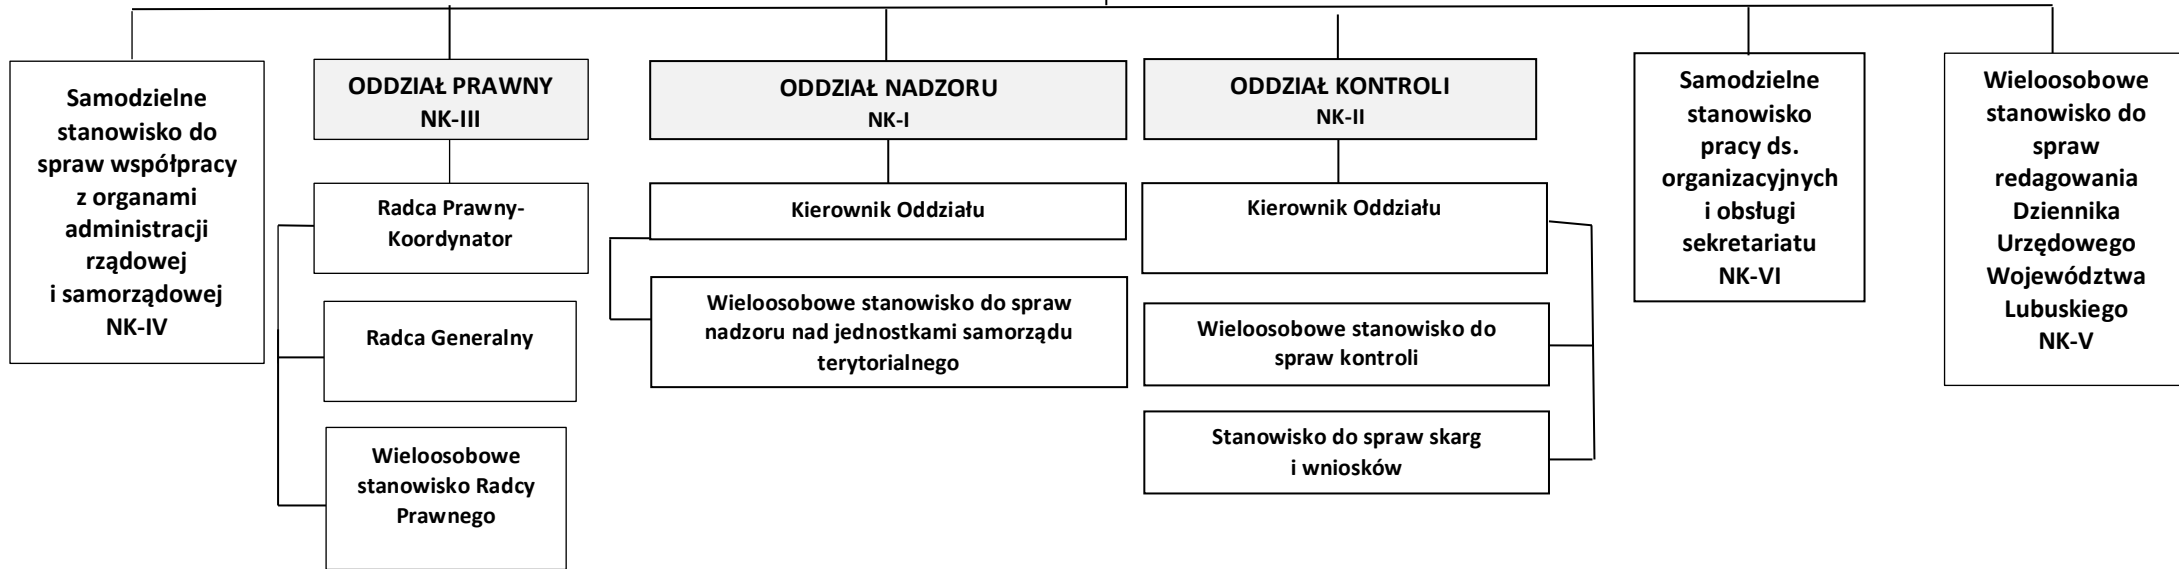 Samodzielne
stanowisko do
spraw współpracy
z organami
administracji
rządowej
i samorządowej
NK-IV
ODDZIAŁ PRAWNY
NK-III
Radca Prawny-
Koordynator
Radca Generalny
Wieloosobowe
stanowisko Radcy
Prawnego
ODDZIAŁ NADZORU
NK-I
Kierownik Oddziału
Wieloosobowe stanowisko do spraw
nadzoru nad jednostkami samorządu
terytorialnego
ODDZIAŁ KONTROLI
NK-II
Kierownik Oddziału
Wieloosobowe stanowisko do
spraw kontroli
Stanowisko do spraw skarg
i wniosków
Samodzielne
stanowisko
pracy ds.
organizacyjnych
i obsługi
sekretariatu
NK-VI
Wieloosobowe
stanowisko do
spraw
redagowania
Dziennika
Urzędowego
Województwa
Lubuskiego
NK-V